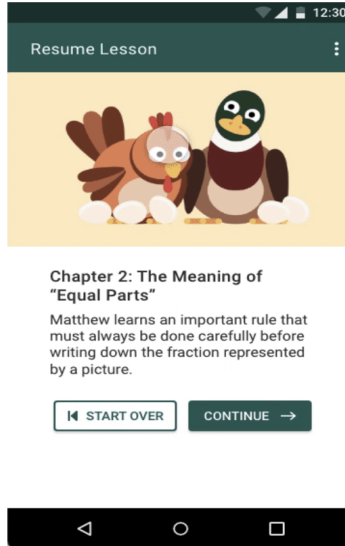 12:30
Resume Lesson
Chapter 2: The Meaning of
“Equal Parts”
Matthew learns an important rule that
must always be done carefully before
writing down the fraction represented
by a picture.
START OVER
CONTINUE